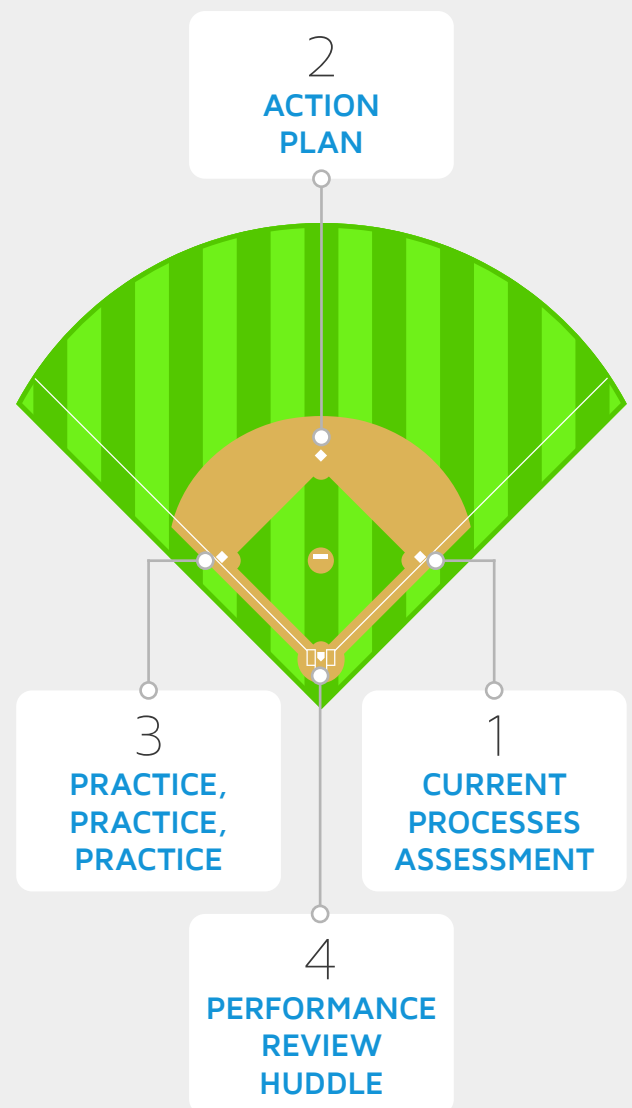 2
ACTION
PLAN
3
PRACTICE,
PRACTICE,
PRACTICE
1
CURRENT
PROCESSES
ASSESSMENT
4
PERFORMANCE
REVIEW
HUDDLE